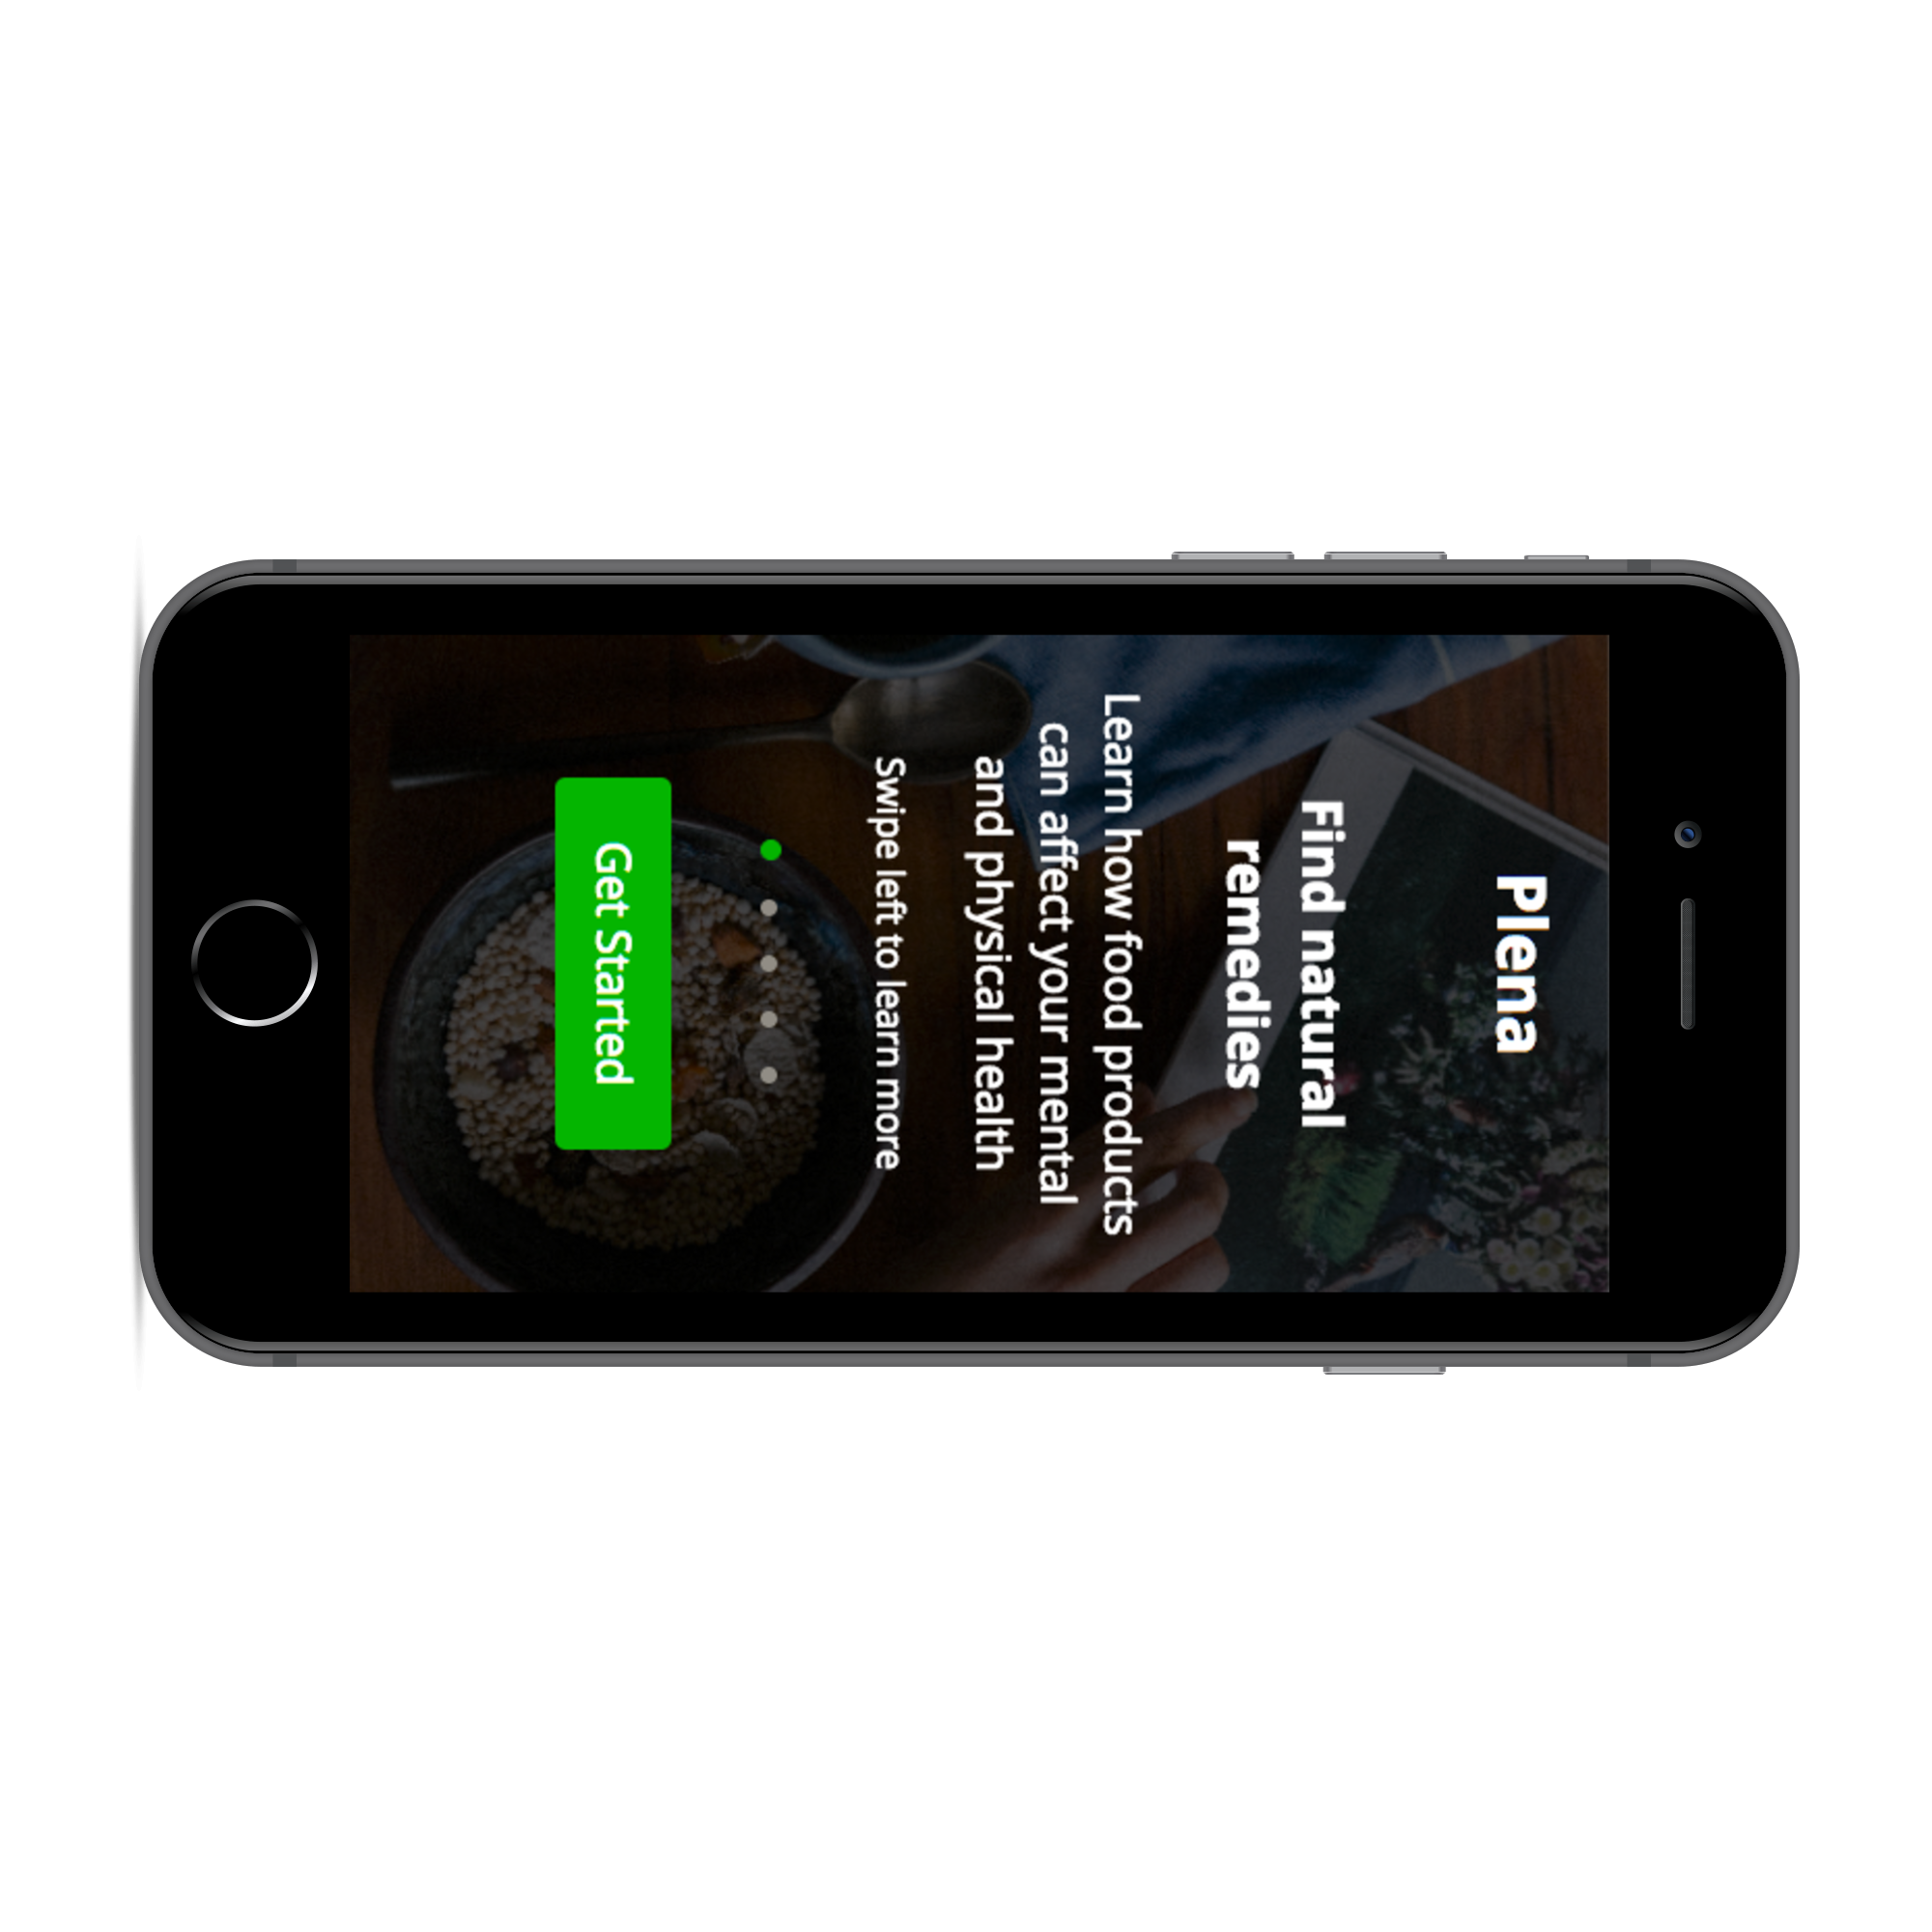 Plena
Find natural
remedies
Learn how food products
can affect your mental
and physical health
Swipe left to learn more
Get Started